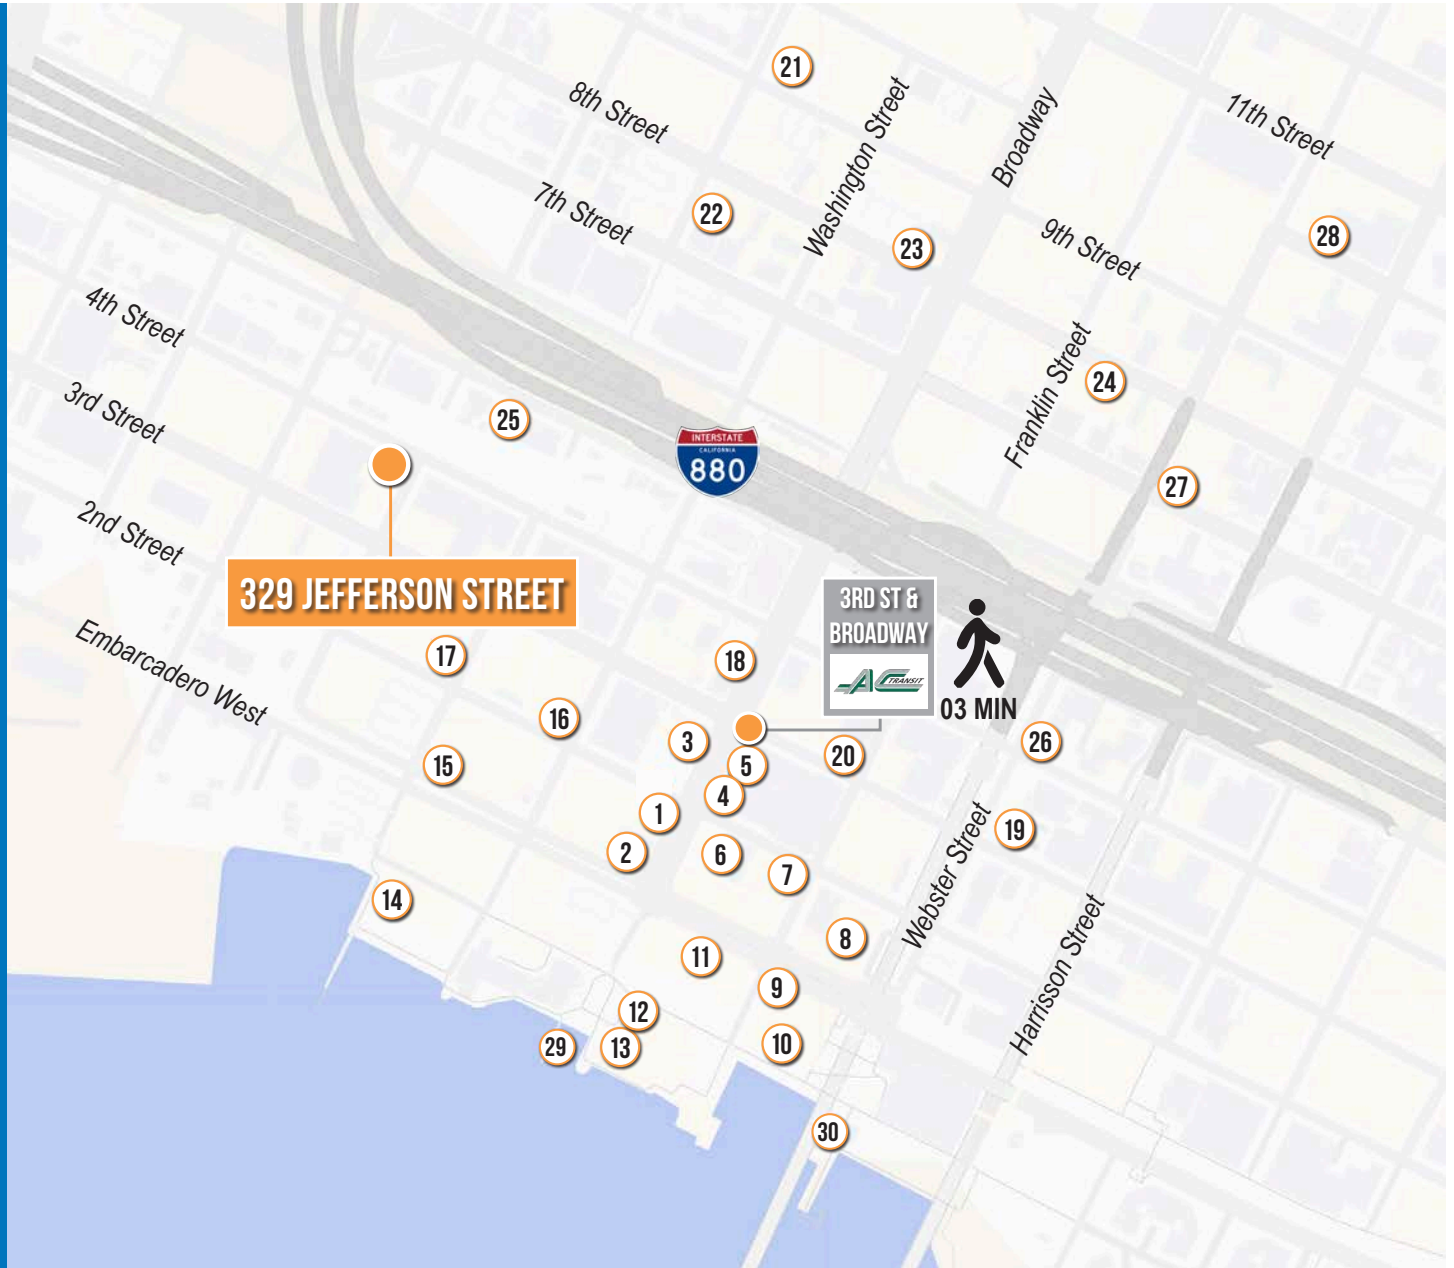 21
8th Street
Washington Street
Broadway
11th Street
7th Street
22
23
9th Street
28
4th Street
Franklin Street
24
3rd Street
25
INTERSTATE
CALIFORNIA
880
27
2nd Street
329 JEFFERSON STREET
3RD ST &
BROADWAY
AC TRANSIT
03 MIN
Embarcadero West
17
18
16
3
5
20
26
15
4
1
19
2
6
7
Webster Street
14
8
11
9
Harrisson Street
12
29
13
10
30